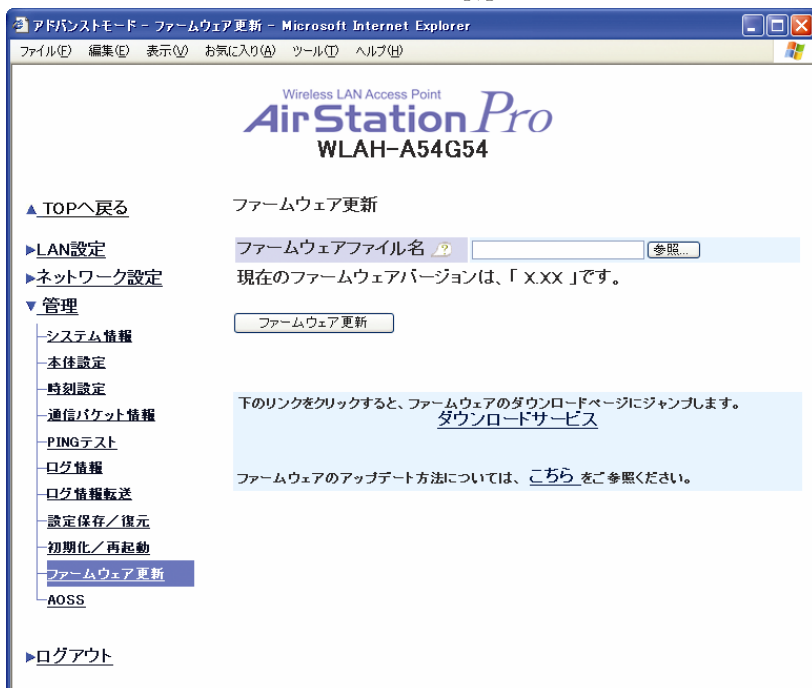 アドバンストモード - ファームウェア更新 - Microsoft Internet Explorer
ファイル(F) 編集(E) 表示(V) お気に入り(A) ツール(T) ヘルプ(H)
Wireless LAN Access Point
AirStation Pro
WLAH-A54G54
▲ TOPへ戻る
▶LAN設定
▶ネットワーク設定
▼管理
システム情報
本体設定
時刻設定
通信パケット情報
PINGテスト
ログ情報
ログ情報転送
設定保存/復元
初期化/再起動
ファームウェア更新
AOSS
▶ログアウト
ファームウェア更新
ファームウェアファイル名 ? 参照...
現在のファームウェアバージョンは、「 X.XX 」です。
ファームウェア更新
下のリンクをクリックすると、ファームウェアのダウンロードページにジャンプします。
ダウンロードサービス
ファームウェアのアップデート方法については、 こちら をご参照ください。